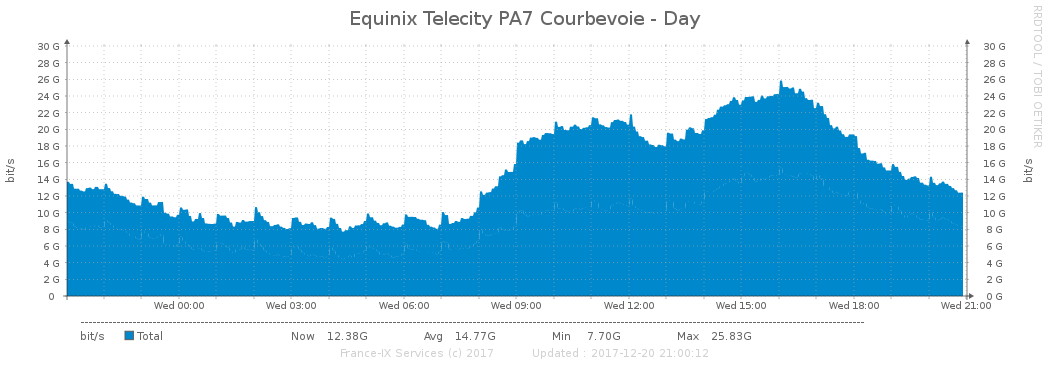 Equinix Telecity PA7 Courbevoie - Day
RRDTOOL / TOBI OETIKER
bit/s
30 G
28 G
26 G
24 G
22 G
20 G
18 G
16 G
14 G
12 G
10 G
8 G
6 G
4 G
2 G
0
30 G
28 G
26 G
24 G
22 G
20 G
18 G
16 G
14 G
12 G
10 G
8 G
6 G
4 G
2 G
0 G
bit/s
Wed 00:00 Wed 03:00 Wed 06:00 Wed 09:00 Wed 12:00 Wed 15:00 Wed 18:00 Wed 21:00
bit/s Total Now 12.38G Avg 14.77G Min 7.70G Max 25.83G
France-IX Services (c) 2017 Updated : 2017-12-20 21:00:12